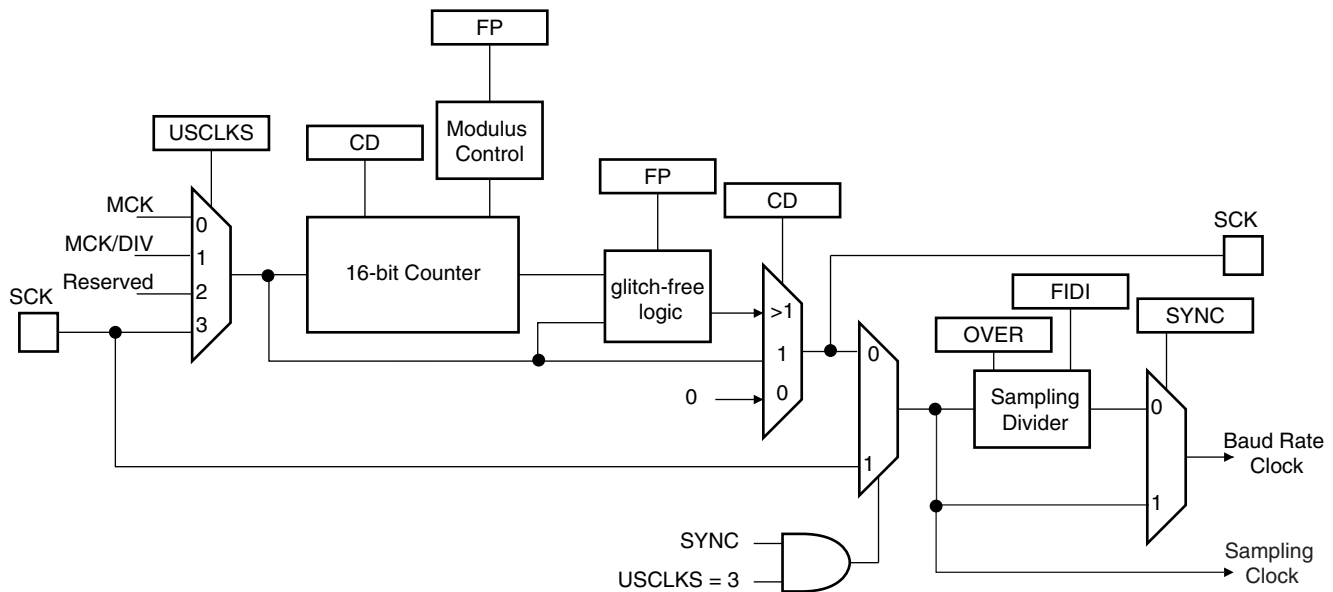 FP
USCLKS
CD
Modulus
Control
FP
CD
MCK
0
SCK
MCK/DIV
1
16-bit Counter
glitch-free
logic
Reserved
2
FIDI
SCK
3
>1
SYNC
OVER
1
0
0
0
Sampling
Divider
0
Baud Rate
Clock
1
1
SYNC
USCLKS = 3
Sampling
Clock